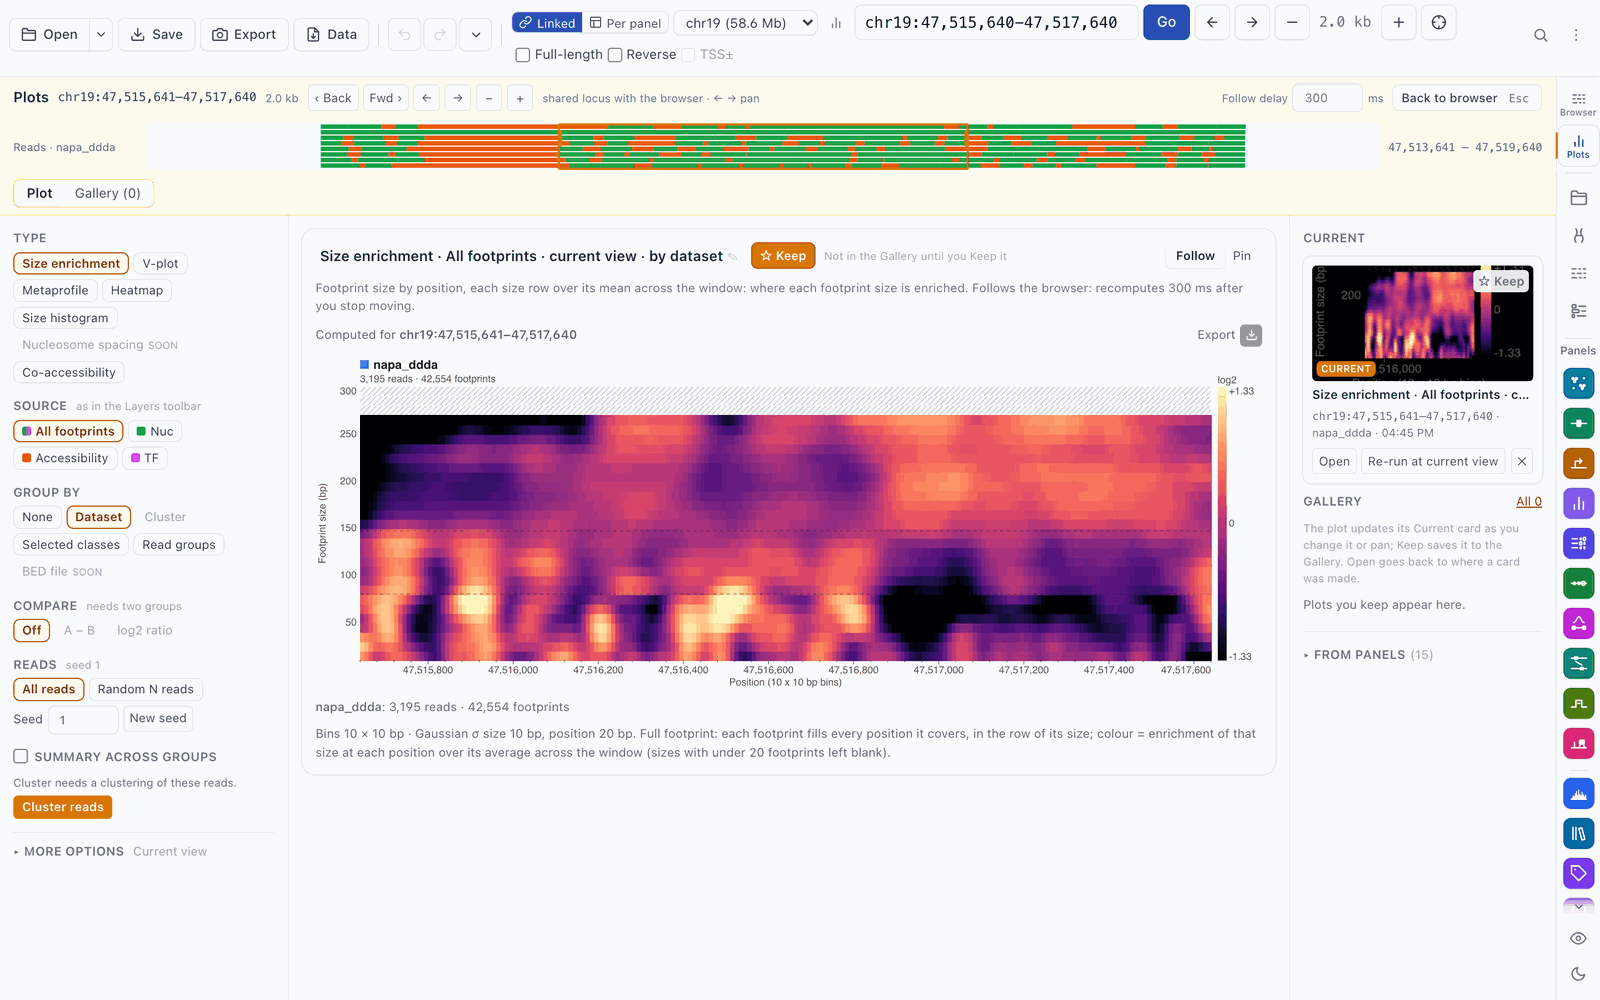 Open
Save
Export
Data
Linked
Per panel
chr19 (58.6 Mb)
chr19:47,515,640–47,517,640
Go
2.0 kb
Full-length
Reverse
TSS±
Plots
chr19:47,515,641–47,517,640
2.0 kb
‹ Back
Fwd ›
←
→
−
+
shared locus with the browser · ← → pan
Follow delay
300
ms
Back to browser Esc
Reads · napa_ddda
47,513,641 – 47,519,640
Plot
Gallery (0)
TYPE
Size enrichment
V-plot
Metaprofile
Heatmap
Size histogram
Nucleosome spacing SOON
Co-accessibility
SOURCE as in the Layers toolbar
All footprints
Nuc
Accessibility
TF
GROUP BY
None
Dataset
Cluster
Selected classes
Read groups
BED file SOON
COMPARE needs two groups
Off
A – B
log2 ratio
READS seed 1
All reads
Random N reads
Seed
1
New seed
SUMMARY ACROSS GROUPS
Cluster needs a clustering of these reads.
Cluster reads
MORE OPTIONS Current view
Size enrichment · All footprints · current view · by dataset
Keep
Not in the Gallery until you Keep it
Follow
Pin
Footprint size by position, each size row over its mean across the window: where each footprint size is enriched. Follows the browser: recomputes 300 ms after
you stop moving.
Computed for chr19:47,515,641–47,517,640
Export
napa_ddda
3,195 reads · 42,554 footprints
log2
+1.33
0
-1.33
300
250
200
150
100
50
Footprint size (bp)
47,515,800
47,516,000
47,516,200
47,516,400
47,516,600
47,516,800
47,517,000
47,517,200
47,517,400
47,517,600
Position (10 x 10 bp bins)
napa_ddda: 3,195 reads · 42,554 footprints
Bins 10 × 10 bp · Gaussian σ size 10 bp, position 20 bp. Full footprint: each footprint fills every position it covers, in the row of its size; colour = enrichment of that
size at each position over its average across the window (sizes with under 20 footprints left blank).
CURRENT
Footprint size (bp
200
Keep
0
-1.33
CURRENT
,516,000
Size enrichment · All footprints · c...
chr19:47,515,641–47,517,640 ·
napa_ddda · 04:45 PM
Open
Re-run at current view
×
GALLERY
All 0
The plot updates its Current card as you
change it or pan; Keep saves it to the
Gallery. Open goes back to where a card
was made.
Plots you keep appear here.
FROM PANELS (15)
Browser
Plots
Panels